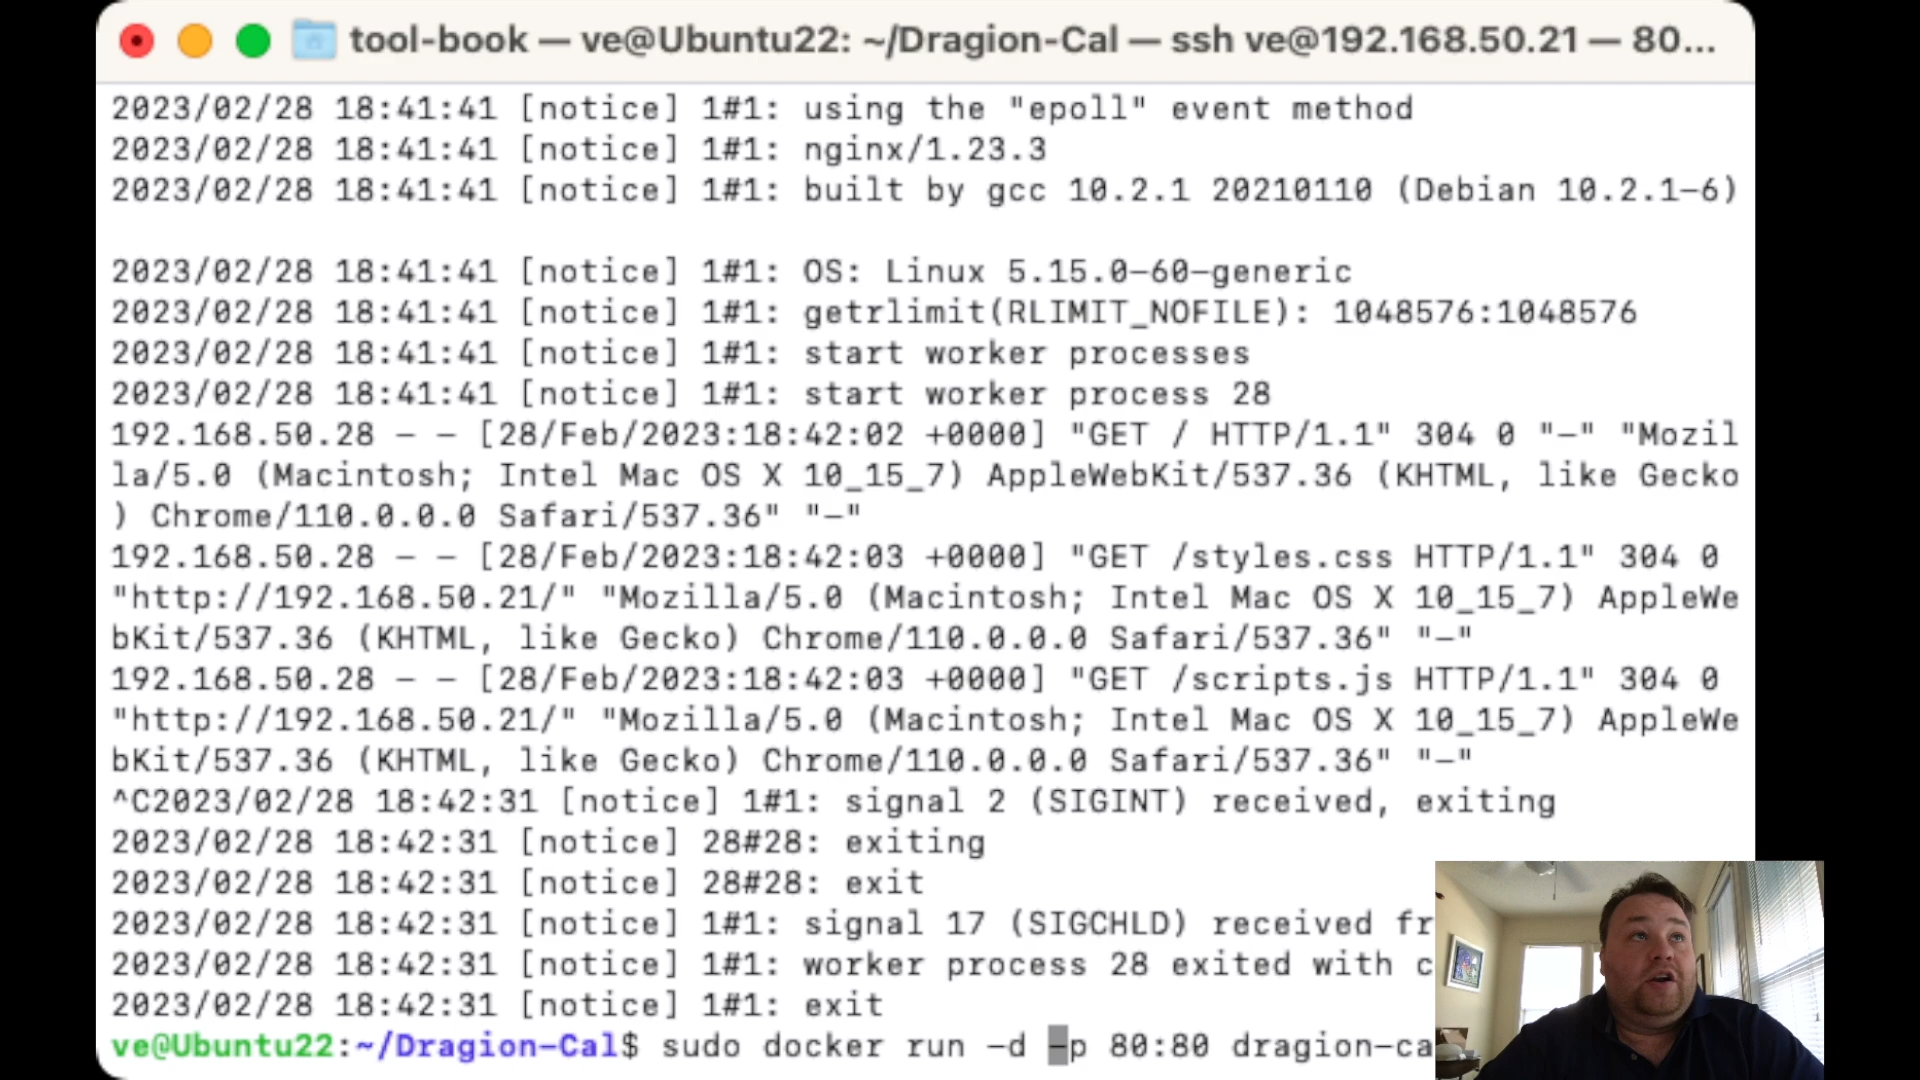 tool-book — ve@Ubuntu22: ~/Dragion-Cal — ssh ve@192.168.50.21 — 80...
2023/02/28 18:41:41 [notice] 1#1: using the "epoll" event method
2023/02/28 18:41:41 [notice] 1#1: nginx/1.23.3
2023/02/28 18:41:41 [notice] 1#1: built by gcc 10.2.1 20210110 (Debian 10.2.1-6)
2023/02/28 18:41:41 [notice] 1#1: OS: Linux 5.15.0-60-generic
2023/02/28 18:41:41 [notice] 1#1: getrlimit(RLIMIT_NOFILE): 1048576:1048576
2023/02/28 18:41:41 [notice] 1#1: start worker processes
2023/02/28 18:41:41 [notice] 1#1: start worker process 28
192.168.50.28 - - [28/Feb/2023:18:42:02 +0000] "GET / HTTP/1.1" 304 0 "-" "Mozil
la/5.0 (Macintosh; Intel Mac OS X 10_15_7) AppleWebKit/537.36 (KHTML, like Gecko
) Chrome/110.0.0.0 Safari/537.36" "-"
192.168.50.28 - - [28/Feb/2023:18:42:03 +0000] "GET /styles.css HTTP/1.1" 304 0
"http://192.168.50.21/" "Mozilla/5.0 (Macintosh; Intel Mac OS X 10_15_7) AppleWe
bKit/537.36 (KHTML, like Gecko) Chrome/110.0.0.0 Safari/537.36" "-"
192.168.50.28 - - [28/Feb/2023:18:42:03 +0000] "GET /scripts.js HTTP/1.1" 304 0
"http://192.168.50.21/" "Mozilla/5.0 (Macintosh; Intel Mac OS X 10_15_7) AppleWe
bKit/537.36 (KHTML, like Gecko) Chrome/110.0.0.0 Safari/537.36" "-"
^C2023/02/28 18:42:31 [notice] 1#1: signal 2 (SIGINT) received, exiting
2023/02/28 18:42:31 [notice] 28#28: exiting
2023/02/28 18:42:31 [notice] 28#28: exit
2023/02/28 18:42:31 [notice] 1#1: signal 17 (SIGCHLD) received fr
2023/02/28 18:42:31 [notice] 1#1: worker process 28 exited with c
2023/02/28 18:42:31 [notice] 1#1: exit
ve@Ubuntu22:~/Dragion-Cal$ sudo docker run -d -p 80:80 dragion-ca